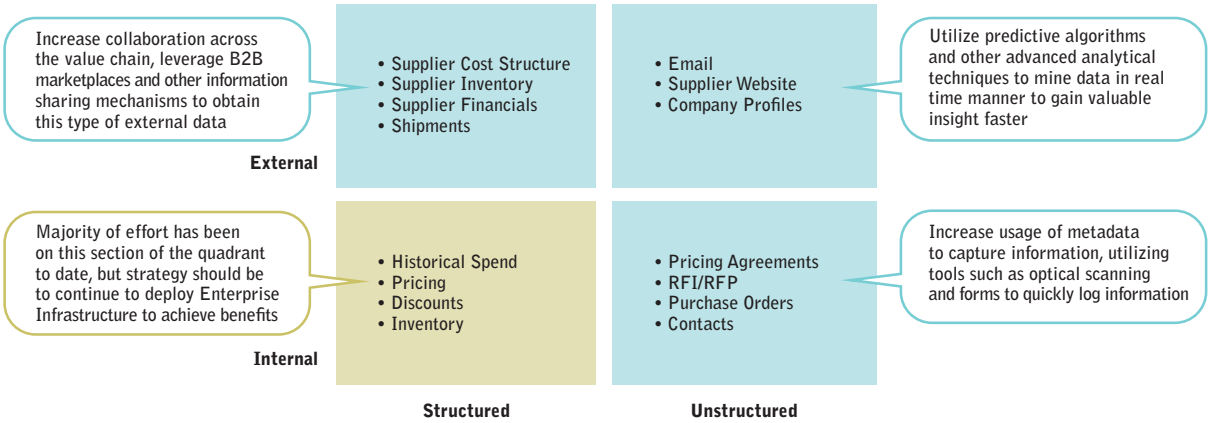 Increase collaboration across
the value chain, leverage B2B
marketplaces and other information
sharing mechanisms to obtain
this type of external data
External
• Supplier Cost Structure
• Supplier Inventory
• Supplier Financials
• Shipments
• Email
• Supplier Website
• Company Profiles
Utilize predictive algorithms
and other advanced analytical
techniques to mine data in real
time manner to gain valuable
insight faster
Majority of effort has been
on this section of the quadrant
to date, but strategy should be
to continue to deploy Enterprise
Infrastructure to achieve benefits
Internal
• Historical Spend
• Pricing
• Discounts
• Inventory
• Pricing Agreements
• RFI/RFP
• Purchase Orders
• Contacts
Increase usage of metadata
to capture information, utilizing
tools such as optical scanning
and forms to quickly log information
Structured
Unstructured